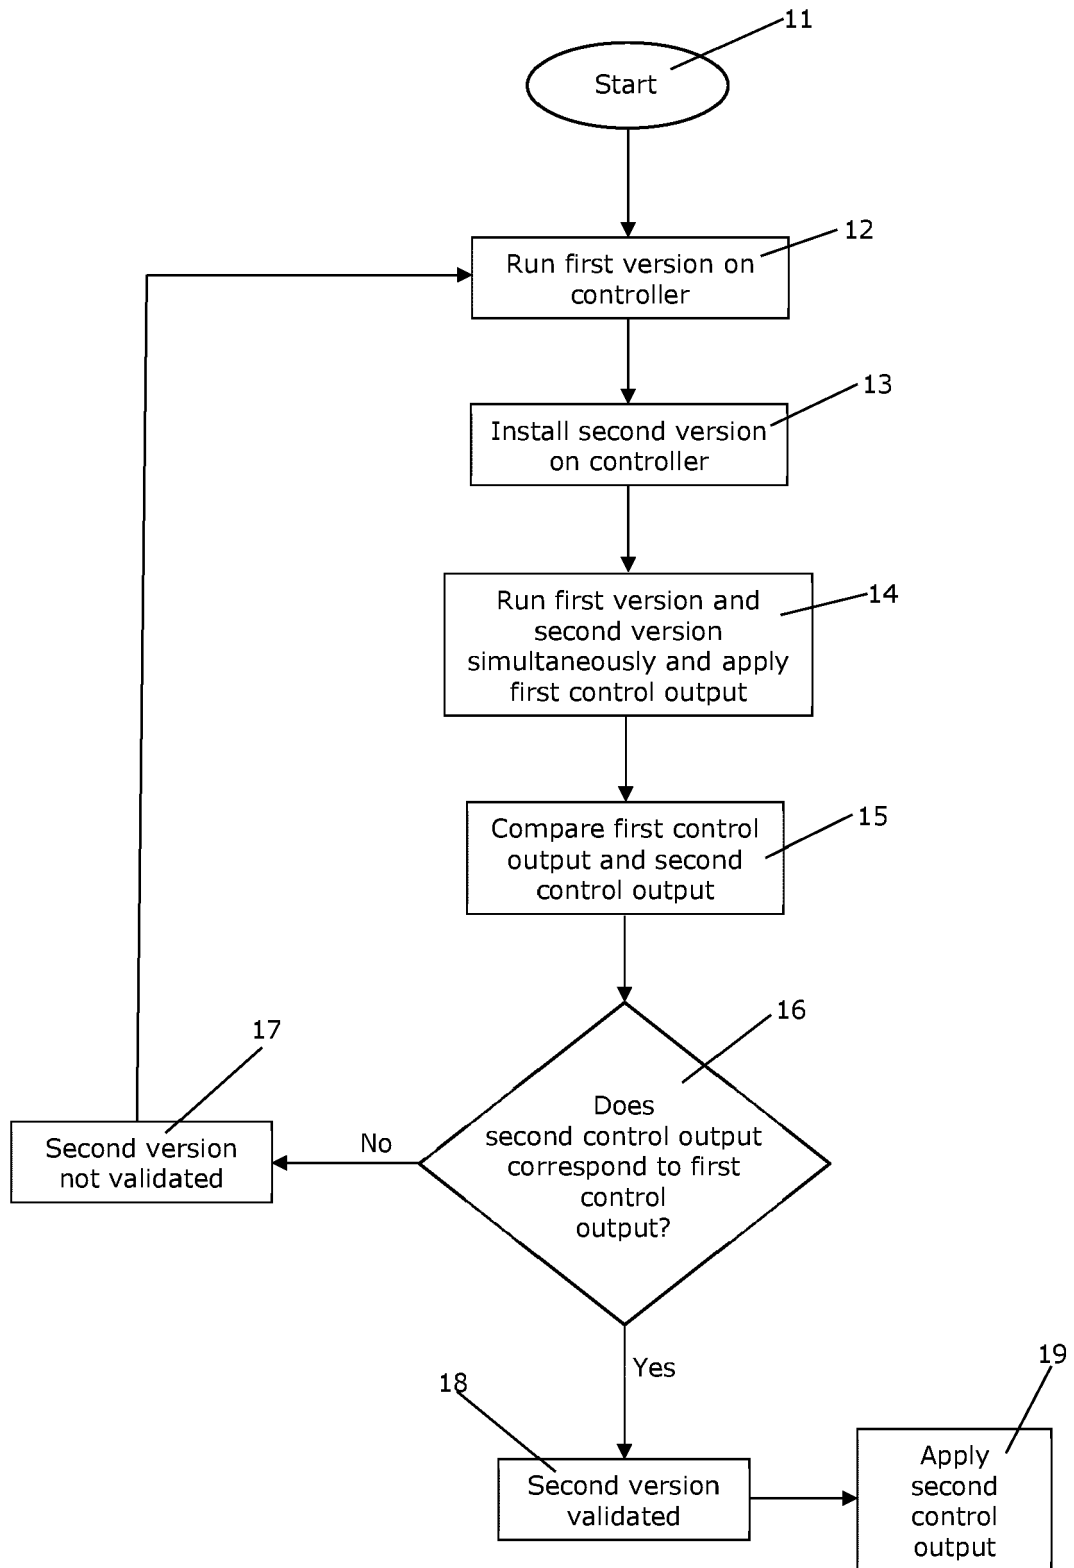 11
Start
12
Run first version on
controller
13
Install second version
on controller
14
Run first version and
second version
simultaneously and apply
first control output
15
Compare first control
output and second
control output
16
Does
second control output
correspond to first
control
output?
17
No
Second version
not validated
Yes
18
Second version
validated
19
Apply
second
control
output